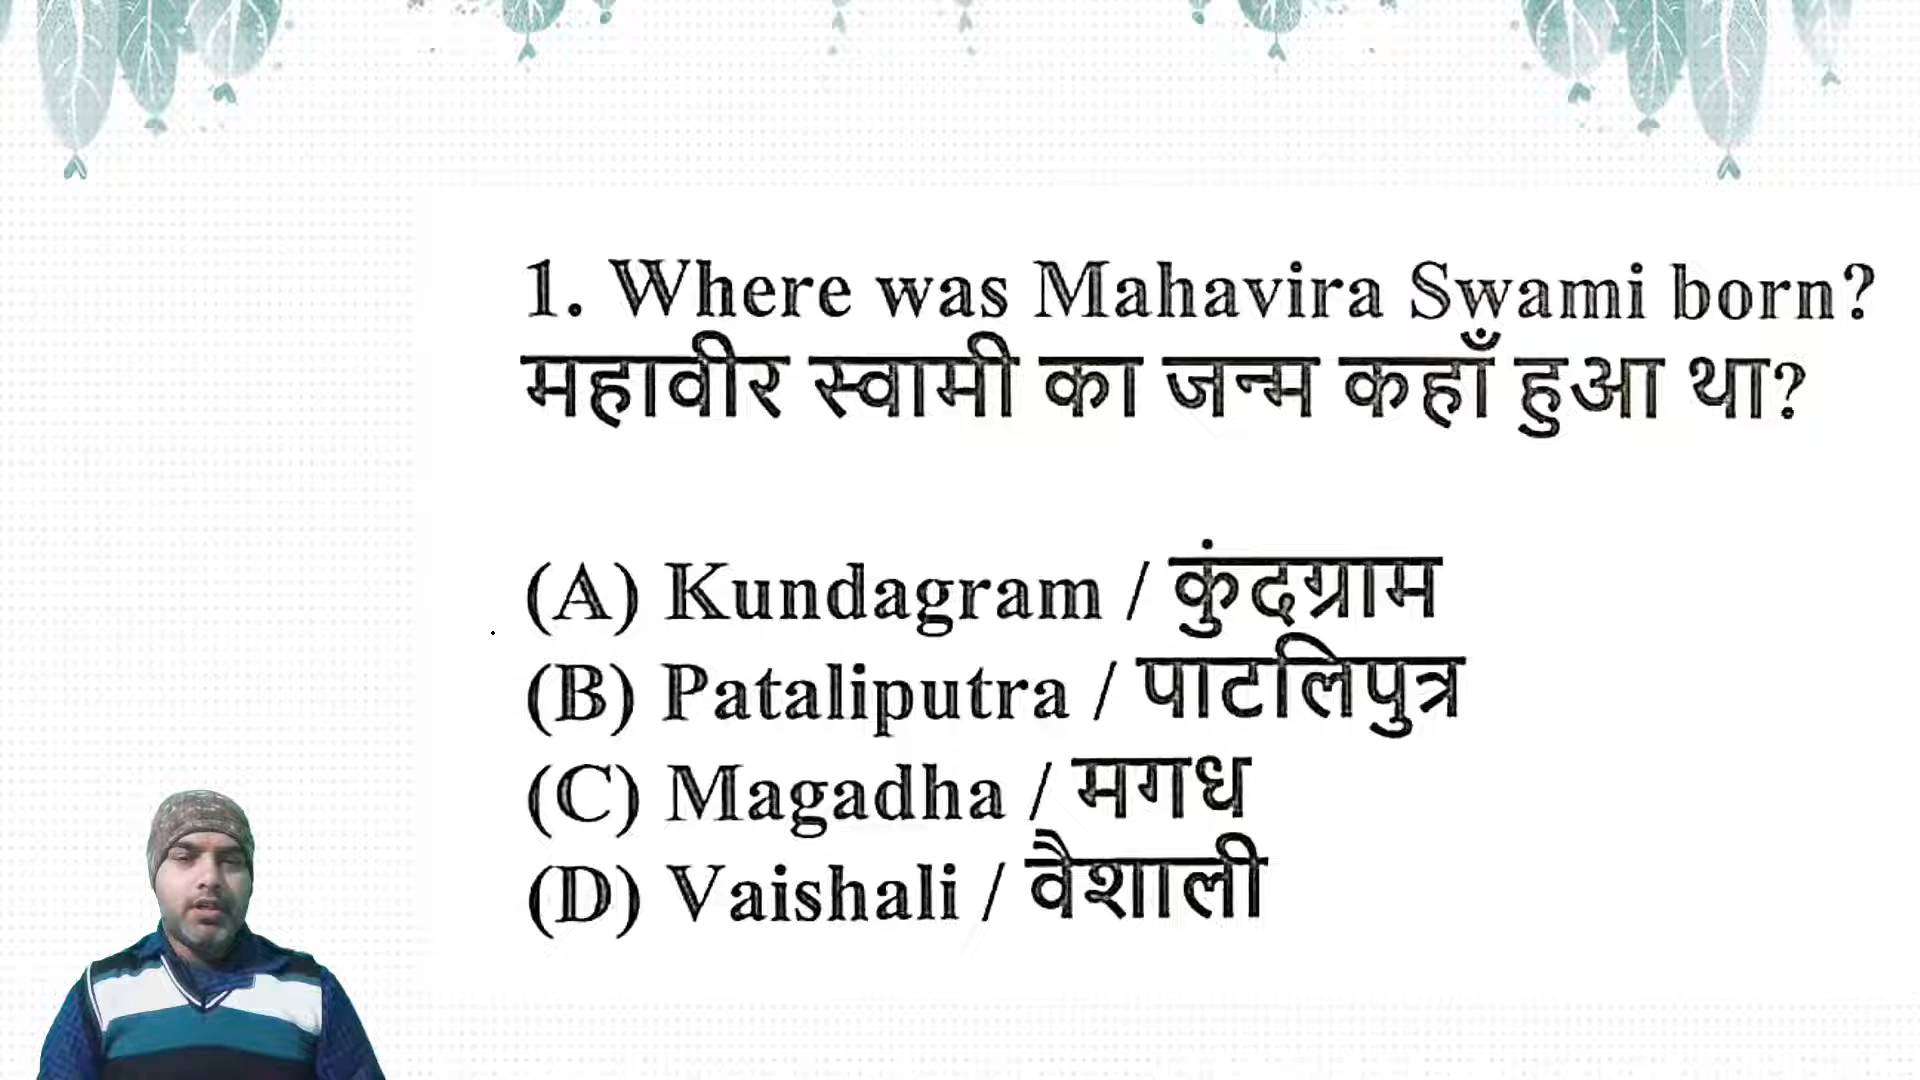 1. Where was Mahavira Swami born?
महावीर स्वामी का जन्म कहाँ हुआ था?
(A) Kundagram / कुंदग्राम
(B) Pataliputra / पाटलिपुत्र
(C) Magadha / मगध
(D) Vaishali / वैशाली